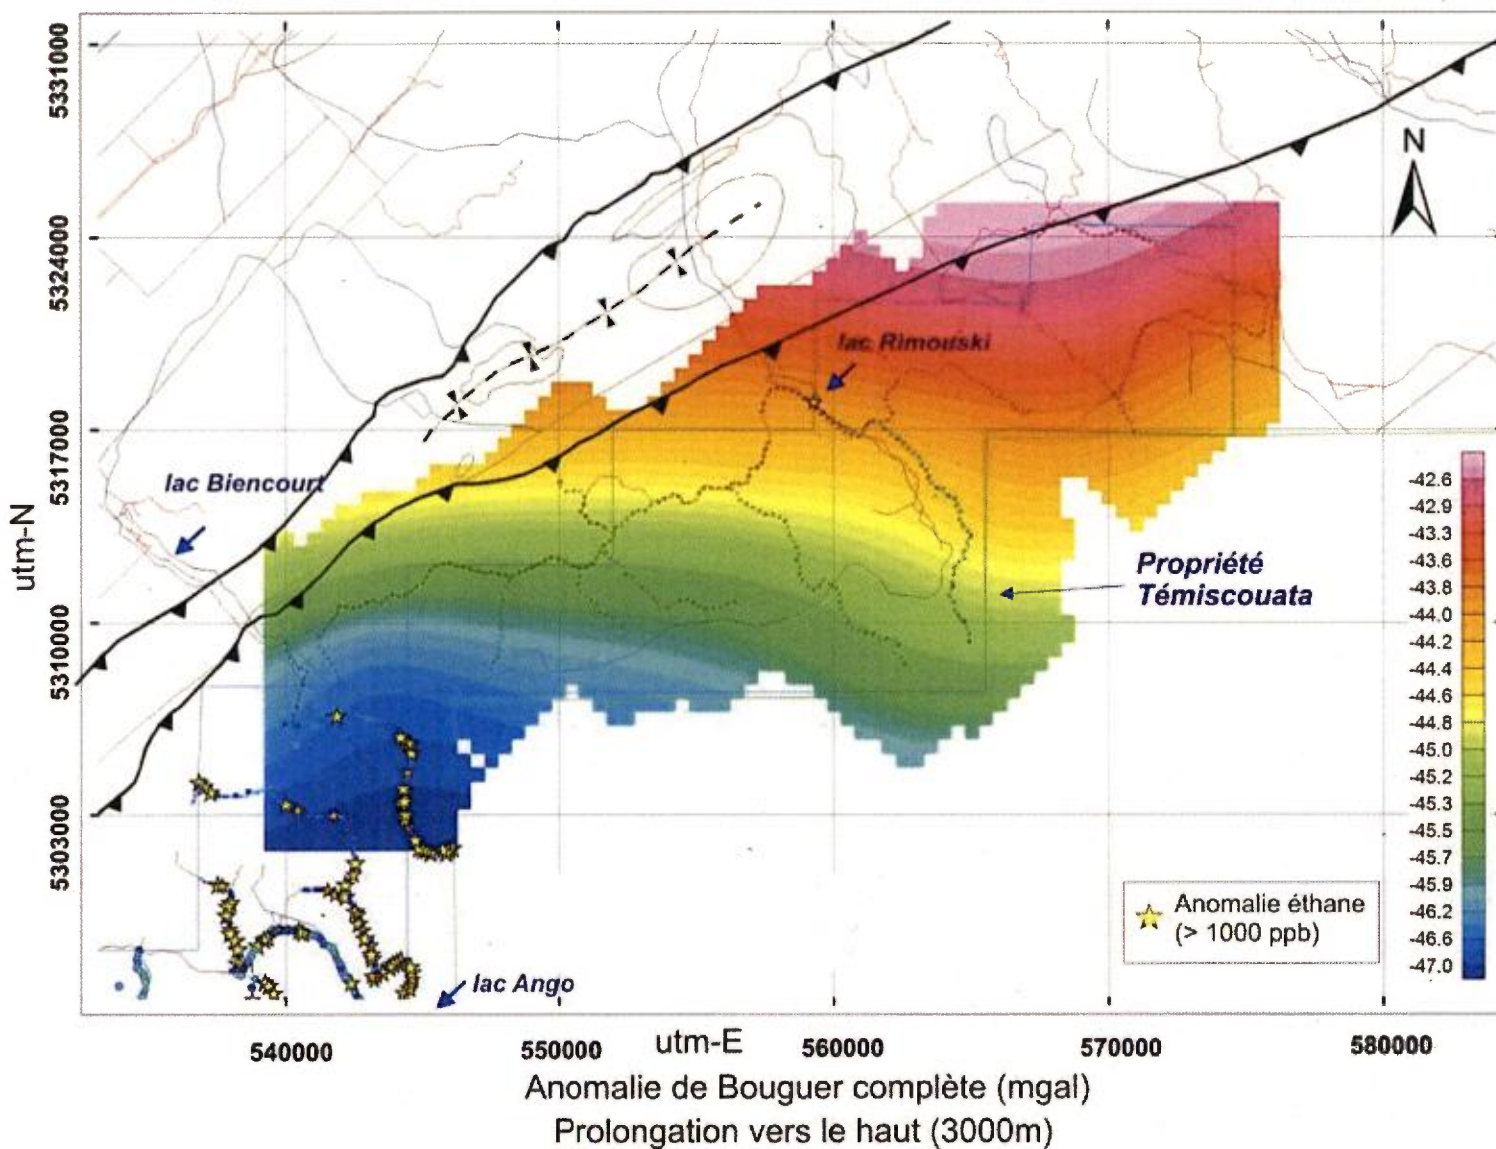 5331000
5324000
5317000
5310000
5303000
utm-N
N
lac Rimouski
lac Biencourt
Propriété
Témiscouata
lac Ango
-42.6
-42.9
-43.3
-43.6
-43.8
-44.0
-44.2
-44.4
-44.6
-44.8
-45.0
-45.2
-45.3
-45.5
-45.7
-45.9
-46.2
-46.6
-47.0
Anomalie éthane
(> 1000 ppb)
540000
550000
utm-E
560000
570000
580000
Anomalie de Bouguer complète (mgal)
Prolongation vers le haut (3000m)